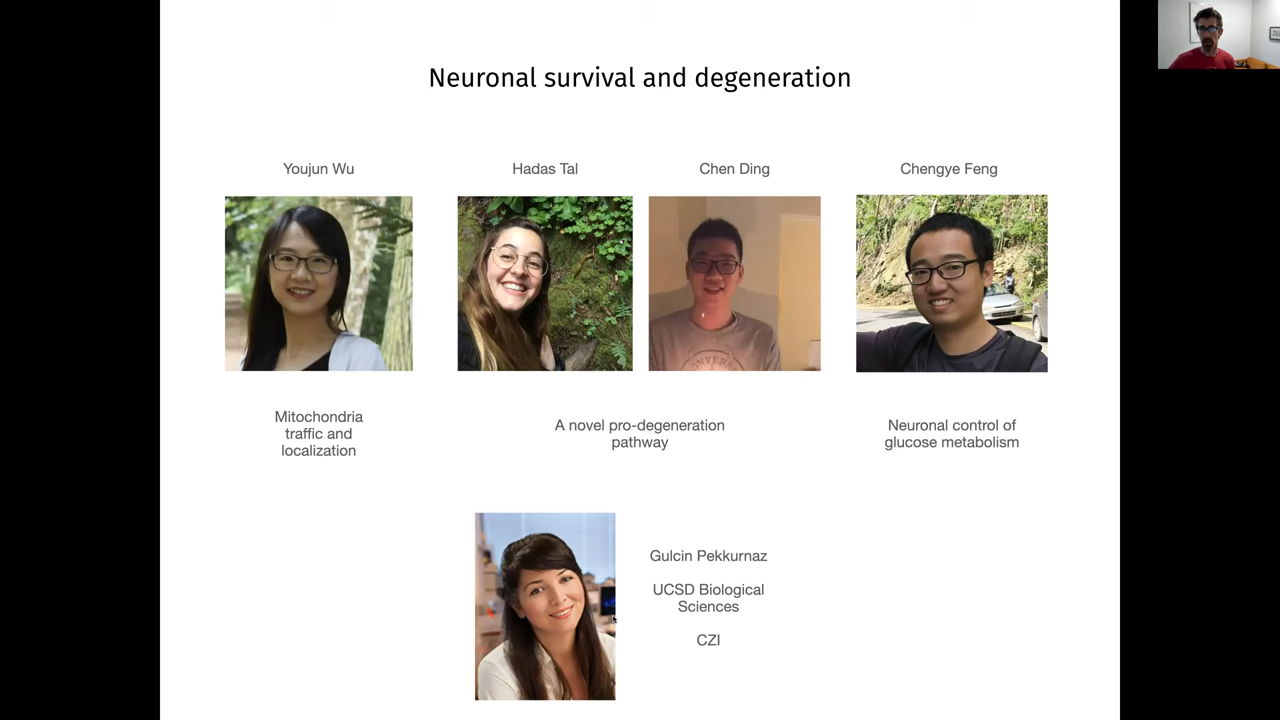 Neuronal survival and degeneration
Youjun Wu
Hadas Tal
Chen Ding
Chengye Feng
Mitochondria
traffic and
localization
A novel pro-degeneration
pathway
Neuronal control of
glucose metabolism
Gulcin Pekkurnaz
UCSD Biological
Sciences
CZI